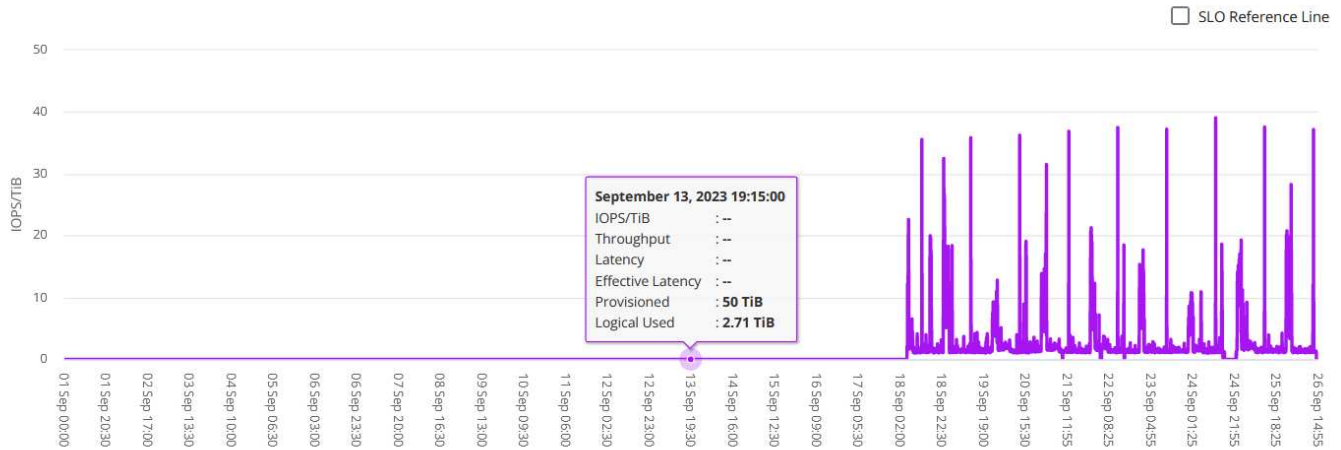 SLO Reference Line
50
40
30
20
10
0
IOPS/TiB
September 13, 2023 19:15:00
IOPS/TiB : --
Throughput : --
Latency : --
Effective Latency : --
Provisioned : 50 TiB
Logical Used : 2.71 TiB
01 Sep 00:00
01 Sep 20:30
02 Sep 17:00
03 Sep 13:30
04 Sep 10:00
05 Sep 06:30
06 Sep 03:00
06 Sep 23:30
07 Sep 20:00
08 Sep 16:30
09 Sep 13:00
10 Sep 09:30
11 Sep 06:00
12 Sep 02:30
12 Sep 23:00
13 Sep 19:30
14 Sep 16:00
15 Sep 12:30
16 Sep 09:00
17 Sep 05:30
18 Sep 02:00
18 Sep 22:30
19 Sep 19:00
20 Sep 15:30
21 Sep 11:55
22 Sep 08:25
23 Sep 04:55
24 Sep 01:25
24 Sep 21:55
25 Sep 18:25
26 Sep 14:55